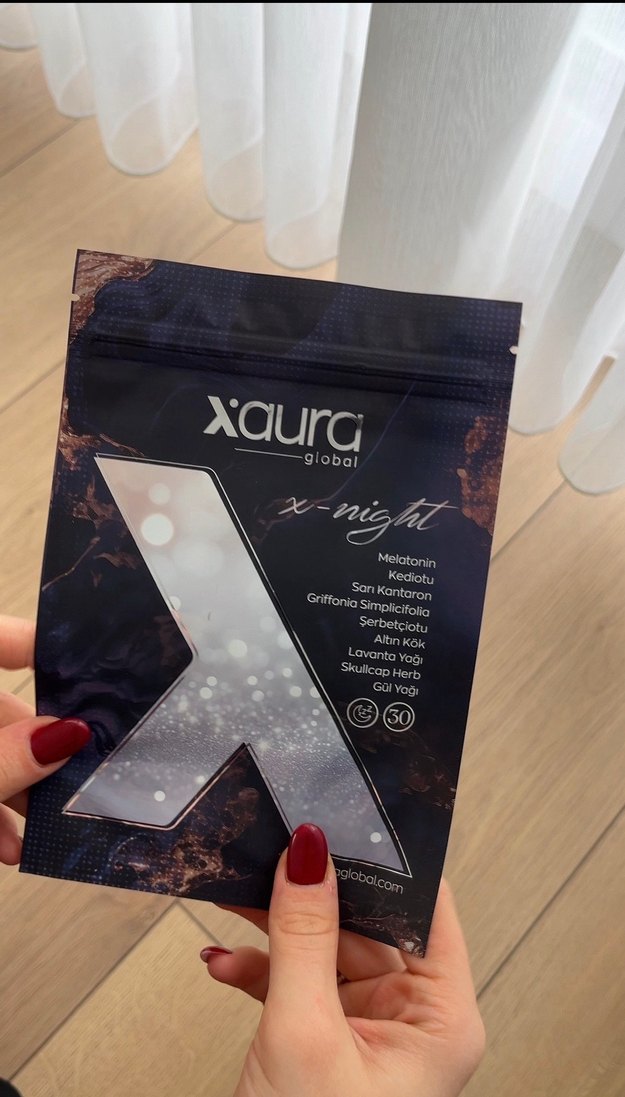 xaura
global
x-night
Melatonin
Kediotu
Sarı Kantaron
Griffonia Simplicifolia
Şerbetçiotu
Altın Kök
Lavanta Yağı
Skullcap Herb
Gül Yağı
30